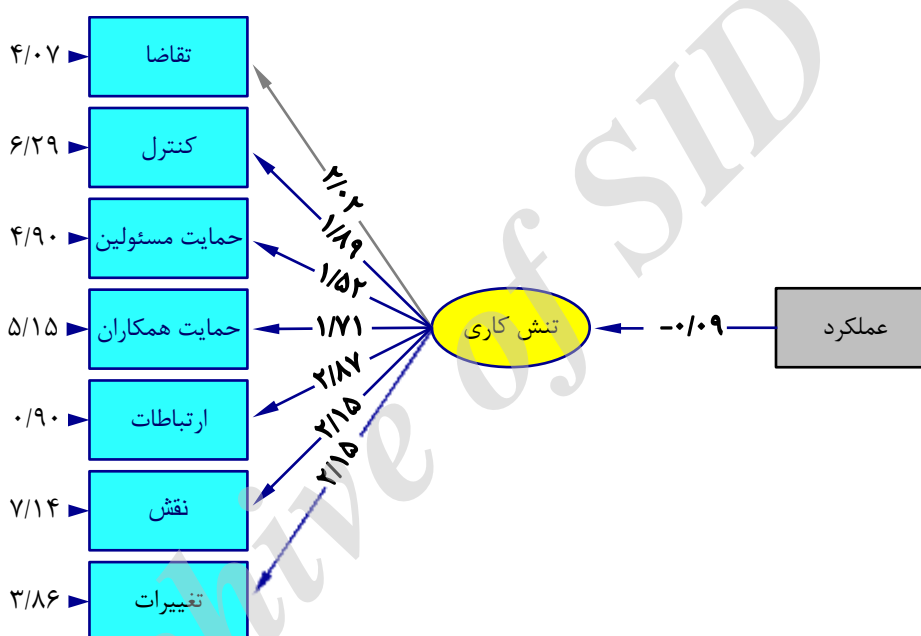 ۴/۰۷
تقاضا
۶/۲۹
کنترل
۴/۹۰
حمایت مسئولین
۵/۱۵
حمایت همکاران
۰/۹۰
ارتباطات
۷/۱۴
نقش
۳/۸۶
تغییرات
۲/۰۲
۱/۸۹
۱/۵۲
۱/۷۱
۲/۸۷
۲/۱۵
۲/۱۵
تنش کاری
-۰/۰۹
عملکرد
hive of SID